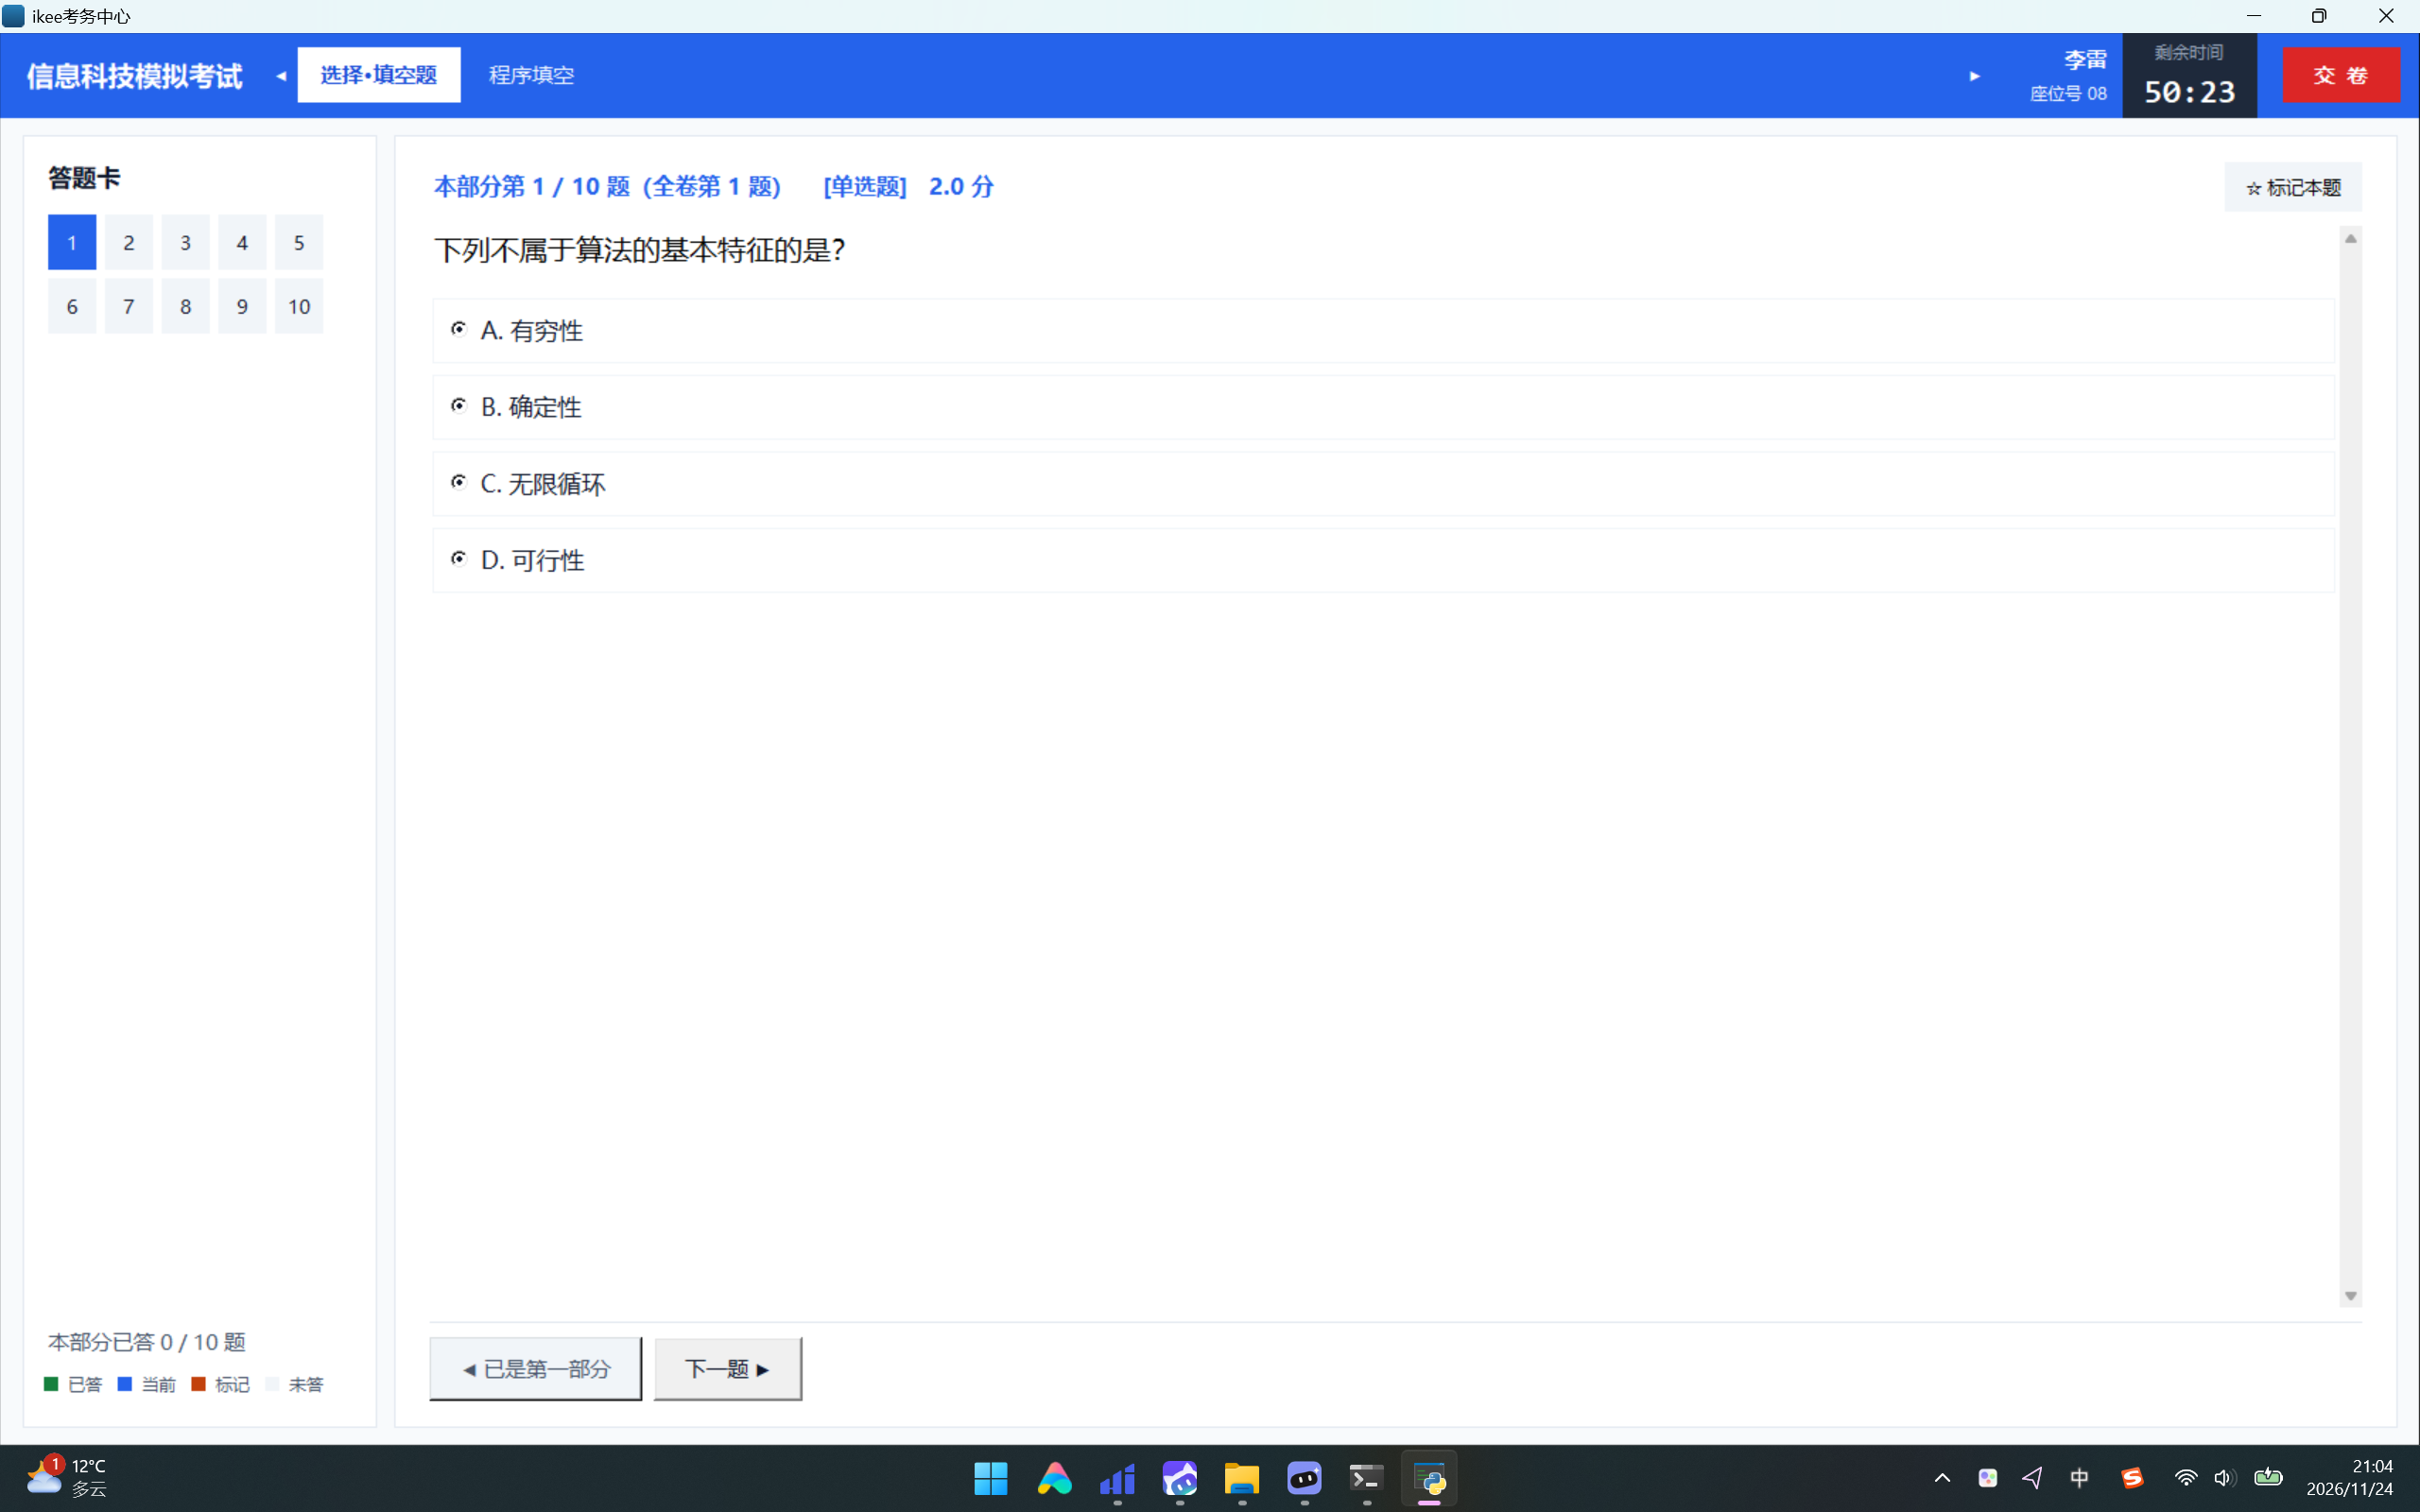 ikee考务中心
信息科技模拟考试
◄
选择•填空题
程序填空
►
李雷
座位号 08
剩余时间
50:23
交 卷
答题卡
1 2 3 4 5
6 7 8 9 10
本部分第 1 / 10 题 (全卷第 1 题) [单选题] 2.0 分
☆ 标记本题
下列不属于算法的基本特征的是?
A. 有穷性
B. 确定性
C. 无限循环
D. 可行性
本部分已答 0 / 10 题
已答 当前 标记 未答
◄ 已是第一部分
下一题 ►
1
12°C
多云
中
21:04
2026/11/24